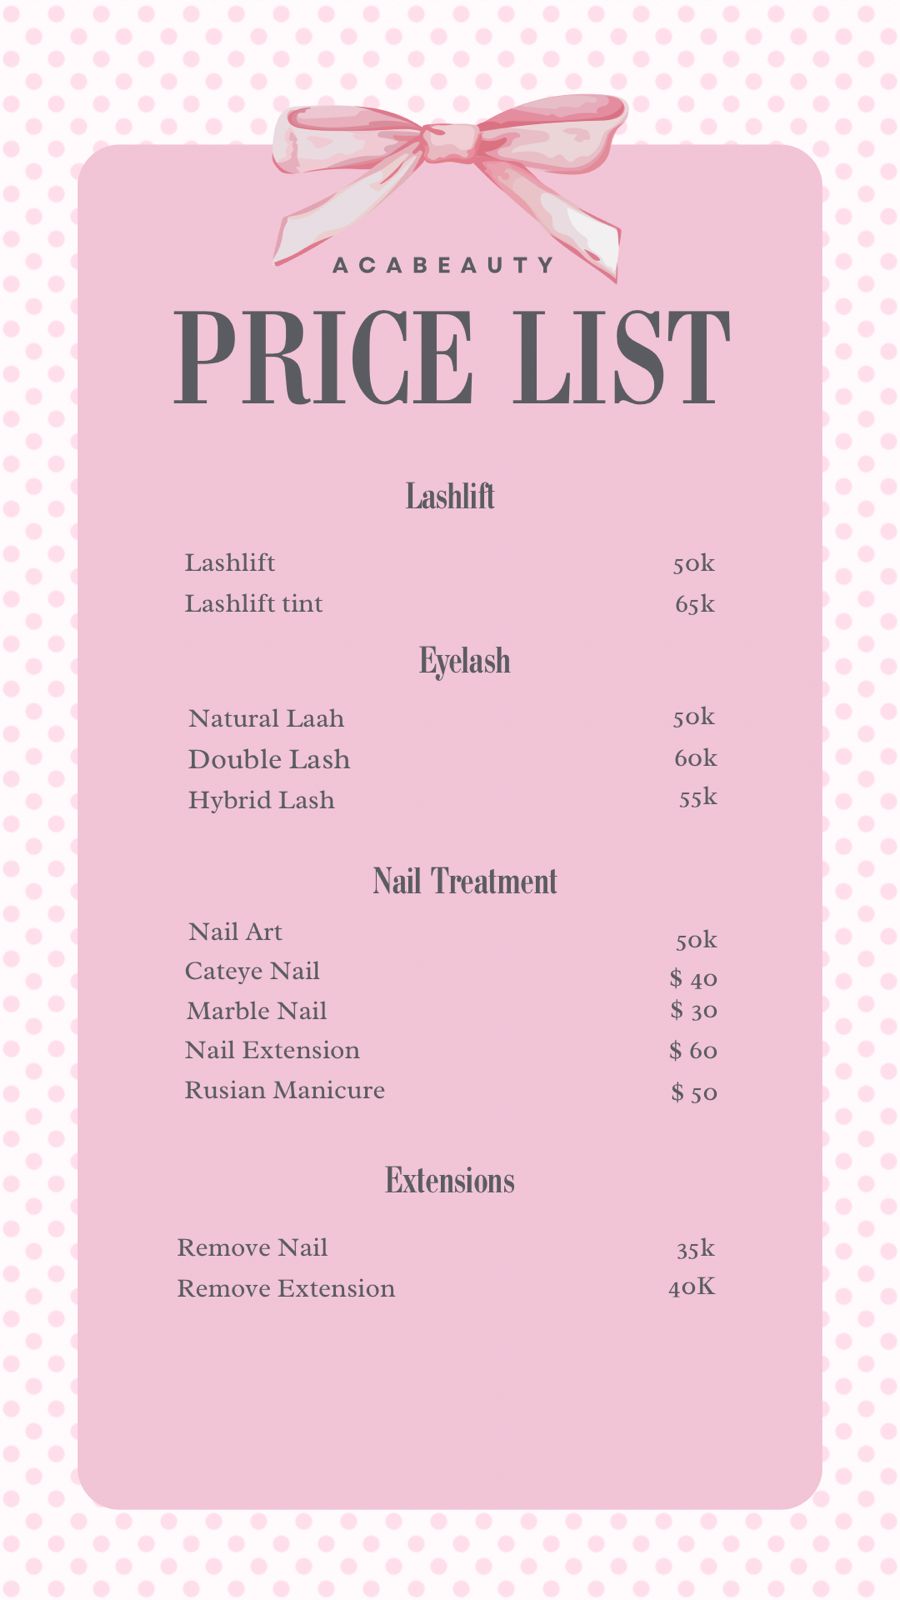 ACABEAUTY
PRICE LIST
Lashlift
Lashlift 50k
Lashlift tint 65k
Eyelash
Natural Laah 50k
Double Lash 60k
Hybrid Lash 55k
Nail Treatment
Nail Art 50k
Cateye Nail $ 40
Marble Nail $ 30
Nail Extension $ 60
Rusian Manicure $ 50
Extensions
Remove Nail 35k
Remove Extension 40K